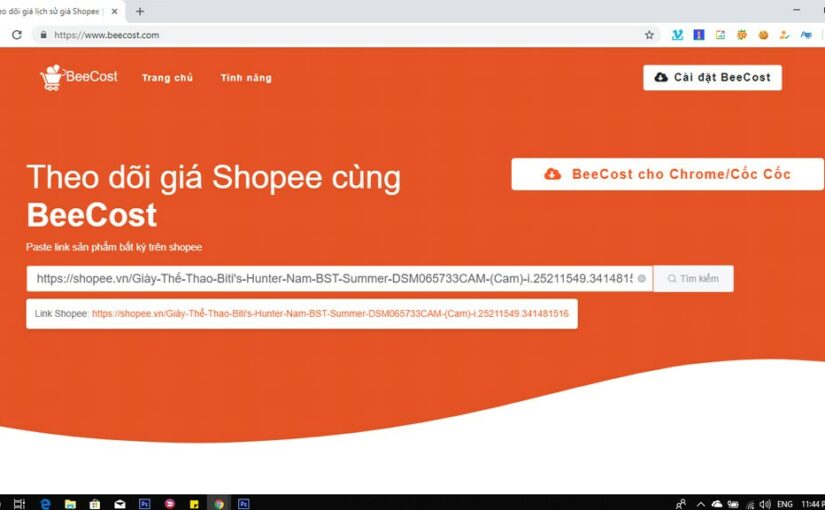 eo dõi giá lịch sử giá Shopee |
https://www.beecost.com
BeeCost
Trang chủ
Tính năng
Cài đặt BeeCost
Theo dõi giá Shopee cùng
BeeCost
BeeCost cho Chrome/Cốc Cốc
Paste link sản phẩm bất kỳ trên shopee
https://shopee.vn/Giày-Thể-Thao-Biti's-Hunter-Nam-BST-Summer-DSM065733CAM-(Cam)-i.25211549.3414815
Tìm kiếm
Link Shopee: https://shopee.vn/Giày-Thể-Thao-Biti's-Hunter-Nam-BST-Summer-DSM065733CAM-(Cam)-i.25211549.341481516
ENG
11:44 P